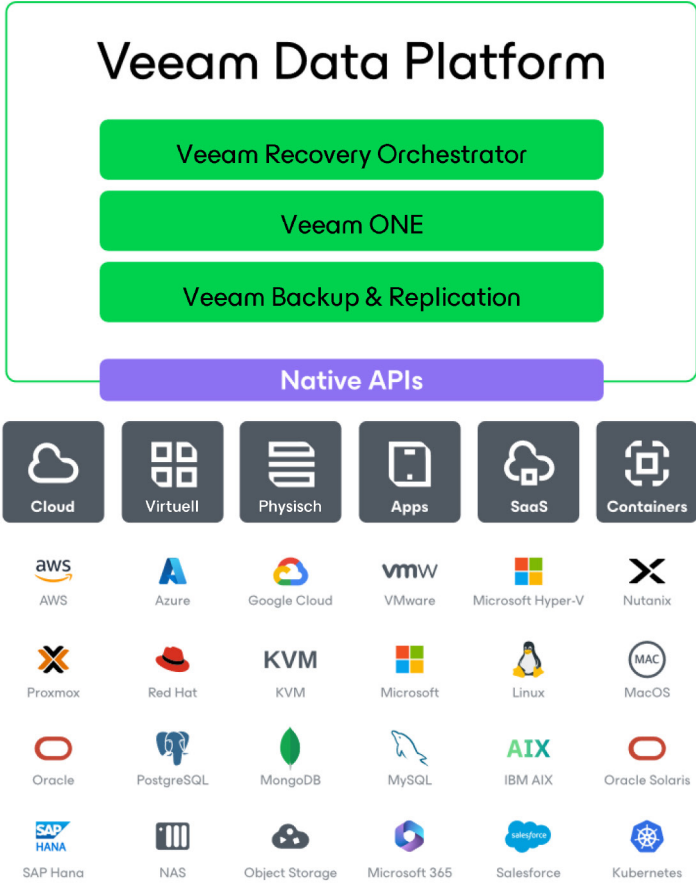 Veeam Data Platform
Veeam Recovery Orchestrator
Veeam ONE
Veeam Backup & Replication
Native APIs
Cloud Virtuell Physisch Apps SaaS Containers
aws vmw
AWS Azure Google Cloud VMware Microsoft Hyper-V Nutanix
KVM MAC
Proxmox Red Hat KVM Microsoft Linux MacOS
AIX
Oracle PostgreSQL MongoDB MySQL IBM AIX Oracle Solaris
SAP HANA salesforce
SAP Hana NAS Object Storage Microsoft 365 Salesforce Kubernetes